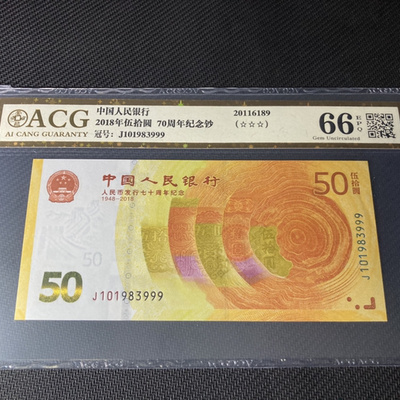 ACG
AI CANG GUARANTY
中国人民银行
2018年伍拾圆 70周年纪念钞
冠号: J101983999
20116189
(☆☆☆)
66 EPQ
Gem Uncirculated
中国人民银行
人民币发行七十周年纪念
1948-2018
50 伍拾圆
50
50
J101983999
J101983999